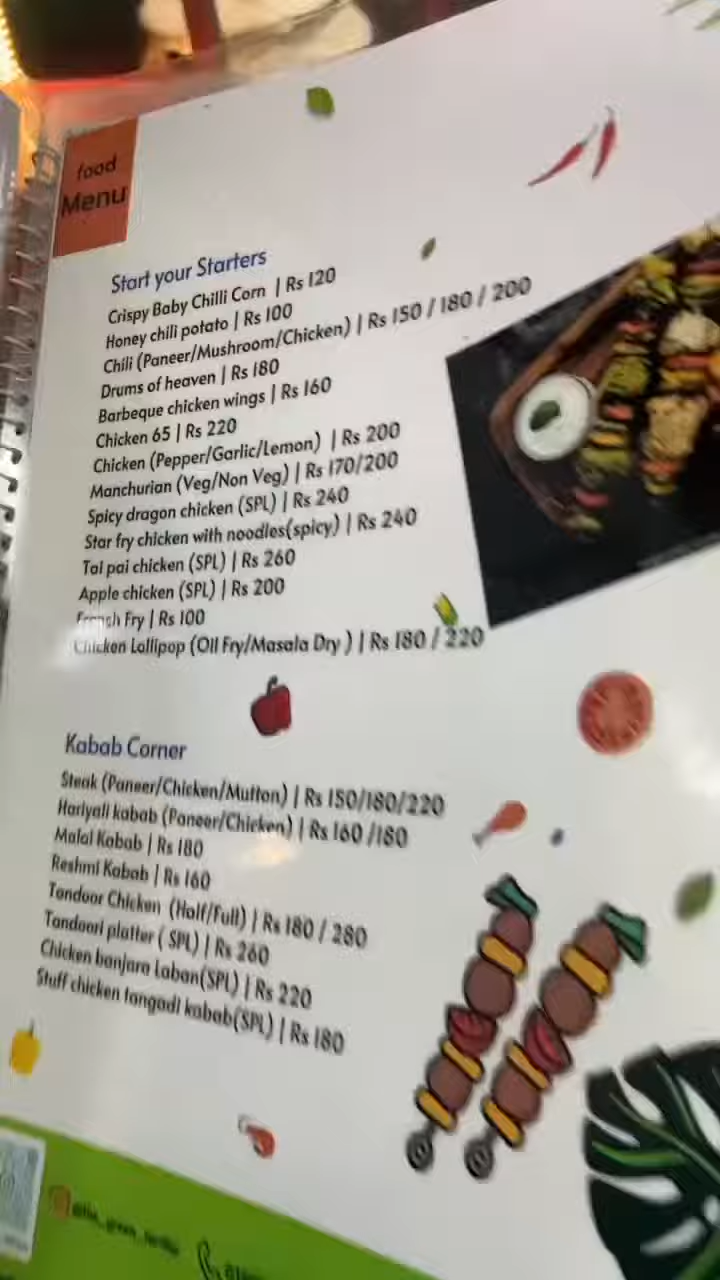 food
Menu
Start your Starters
Crispy Baby Chilli Corn | Rs 120
Honey chili potato | Rs 100
Chili (Paneer/Mushroom/Chicken) | Rs 150 / 180 / 200
Drums of heaven | Rs 180
Barbeque chicken wings | Rs 160
Chicken 65 | Rs 220
Chicken (Pepper/Garlic/Lemon) | Rs 200
Manchurian (Veg/Non Veg) | Rs 170/200
Spicy dragon chicken (SPL) | Rs 240
Star fry chicken with noodles(spicy) | Rs 240
Tai pai chicken (SPL) | Rs 260
Apple chicken (SPL) | Rs 200
French Fry | Rs 100
Chicken Lollipop (Oil Fry/Masala Dry ) | Rs 180 / 220
Kabab Corner
Steak (Paneer/Chicken/Mutton) | Rs 150/180/220
Hariyali kabab (Paneer/Chicken) | Rs 160 /180
Malai Kabab | Rs 180
Reshmi Kabab | Rs 160
Tandoor Chicken (Half/Full) | Rs 180 / 280
Tandoori platter ( SPL) | Rs 260
Chicken banjara Laban(SPL) | Rs 220
Stuff chicken tangadi kabab(SPL) | Rs 180